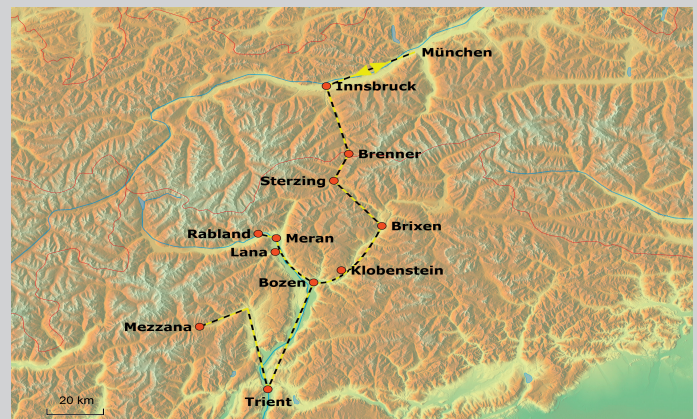 München
Innsbruck
Brenner
Sterzing
Brixen
Rabland
Meran
Lana
Klobenstein
Bozen
Mezzana
Trient
20 km